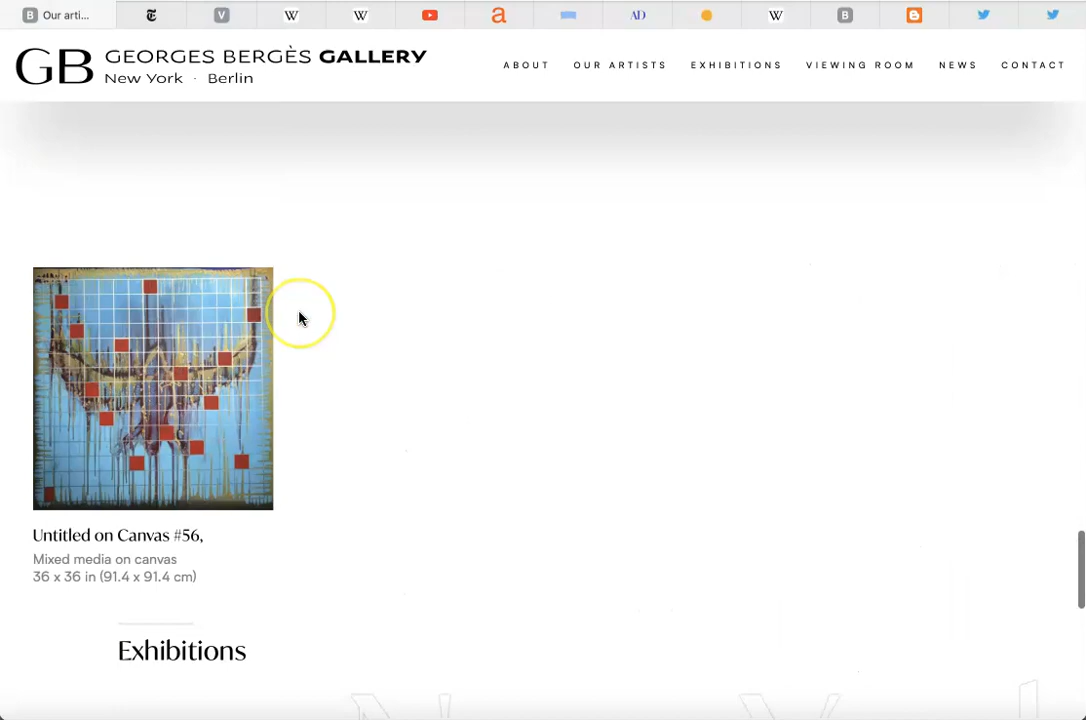 Our arti...
GB GEORGES BERGÈS GALLERY
New York · Berlin
ABOUT OUR ARTISTS EXHIBITIONS VIEWING ROOM NEWS CONTACT
Untitled on Canvas #56,
Mixed media on canvas
36 x 36 in (91.4 x 91.4 cm)
Exhibitions